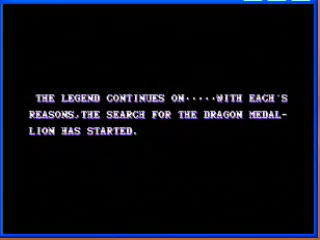 THE LEGEND CONTINUES ON·····WITH EACH'S
REASONS,THE SEARCH FOR THE DRAGON MEDAL-
LION HAS STARTED.